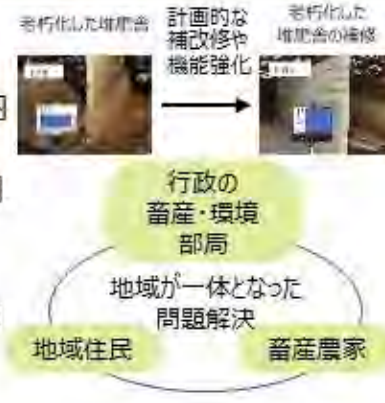 老朽化した堆肥舎
計画的な
補改修や
機能強化
老朽化した
堆肥舎の補修
行政の
畜産・環境
部局
地域が一体となった
問題解決
地域住民
畜産農家